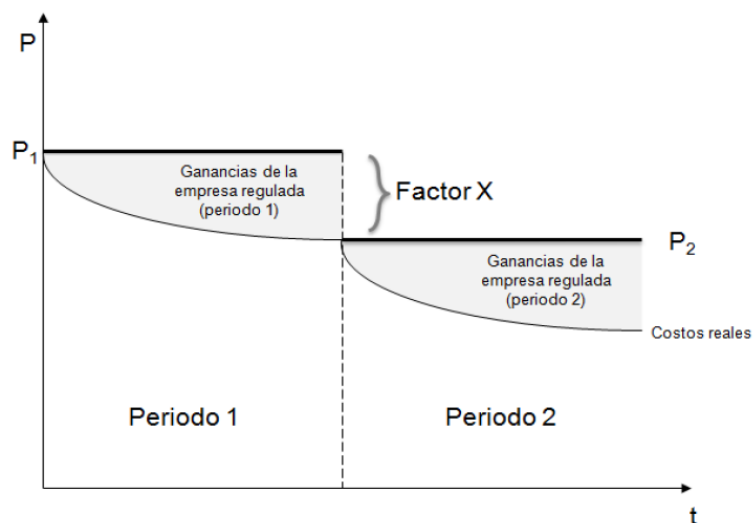 P
P1
Ganancias de la
empresa regulada
(periodo 1)
Factor X
P2
Ganancias de la
empresa regulada
(periodo 2)
Costos reales
Periodo 1
Periodo 2
t